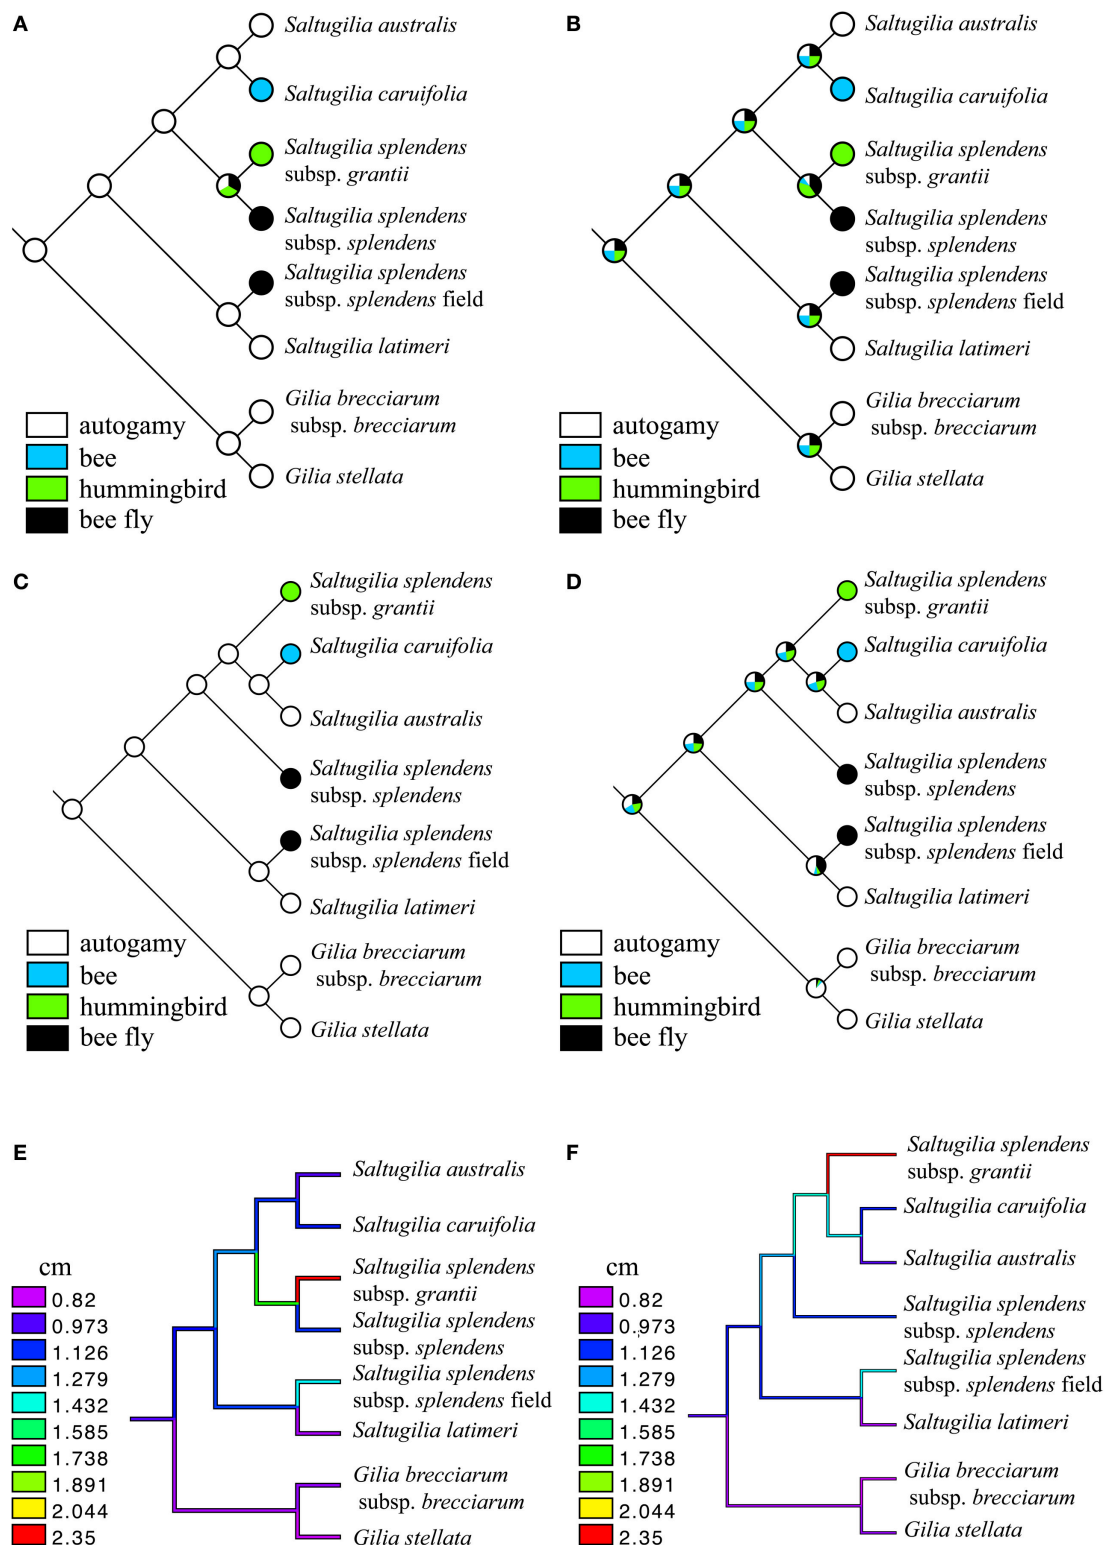 A
Saltugilia australis
Saltugilia caruifolia
Saltugilia splendens
subsp. grantii
Saltugilia splendens
subsp. splendens
Saltugilia splendens
subsp. splendens field
Saltugilia latimeri
Gilia brecciarum
subsp. brecciarum
Gilia stellata
autogamy
bee
hummingbird
bee fly
B
Saltugilia australis
Saltugilia caruifolia
Saltugilia splendens
subsp. grantii
Saltugilia splendens
subsp. splendens
Saltugilia splendens
subsp. splendens field
Saltugilia latimeri
Gilia brecciarum
subsp. brecciarum
Gilia stellata
autogamy
bee
hummingbird
bee fly
C
Saltugilia splendens
subsp. grantii
Saltugilia caruifolia
Saltugilia australis
Saltugilia splendens
subsp. splendens
Saltugilia splendens
subsp. splendens field
Saltugilia latimeri
Gilia brecciarum
subsp. brecciarum
Gilia stellata
autogamy
bee
hummingbird
bee fly
D
Saltugilia splendens
subsp. grantii
Saltugilia caruifolia
Saltugilia australis
Saltugilia splendens
subsp. splendens
Saltugilia splendens
subsp. splendens field
Saltugilia latimeri
Gilia brecciarum
subsp. brecciarum
Gilia stellata
autogamy
bee
hummingbird
bee fly
E
Saltugilia australis
Saltugilia caruifolia
Saltugilia splendens
subsp. grantii
Saltugilia splendens
subsp. splendens
Saltugilia splendens
subsp. splendens field
Saltugilia latimeri
Gilia brecciarum
subsp. brecciarum
Gilia stellata
cm
0.82
0.973
1.126
1.279
1.432
1.585
1.738
1.891
2.044
2.35
F
Saltugilia splendens
subsp. grantii
Saltugilia caruifolia
Saltugilia australis
Saltugilia splendens
subsp. splendens
Saltugilia splendens
subsp. splendens field
Saltugilia latimeri
Gilia brecciarum
subsp. brecciarum
Gilia stellata
cm
0.82
0.973
1.126
1.279
1.432
1.585
1.738
1.891
2.044
2.35